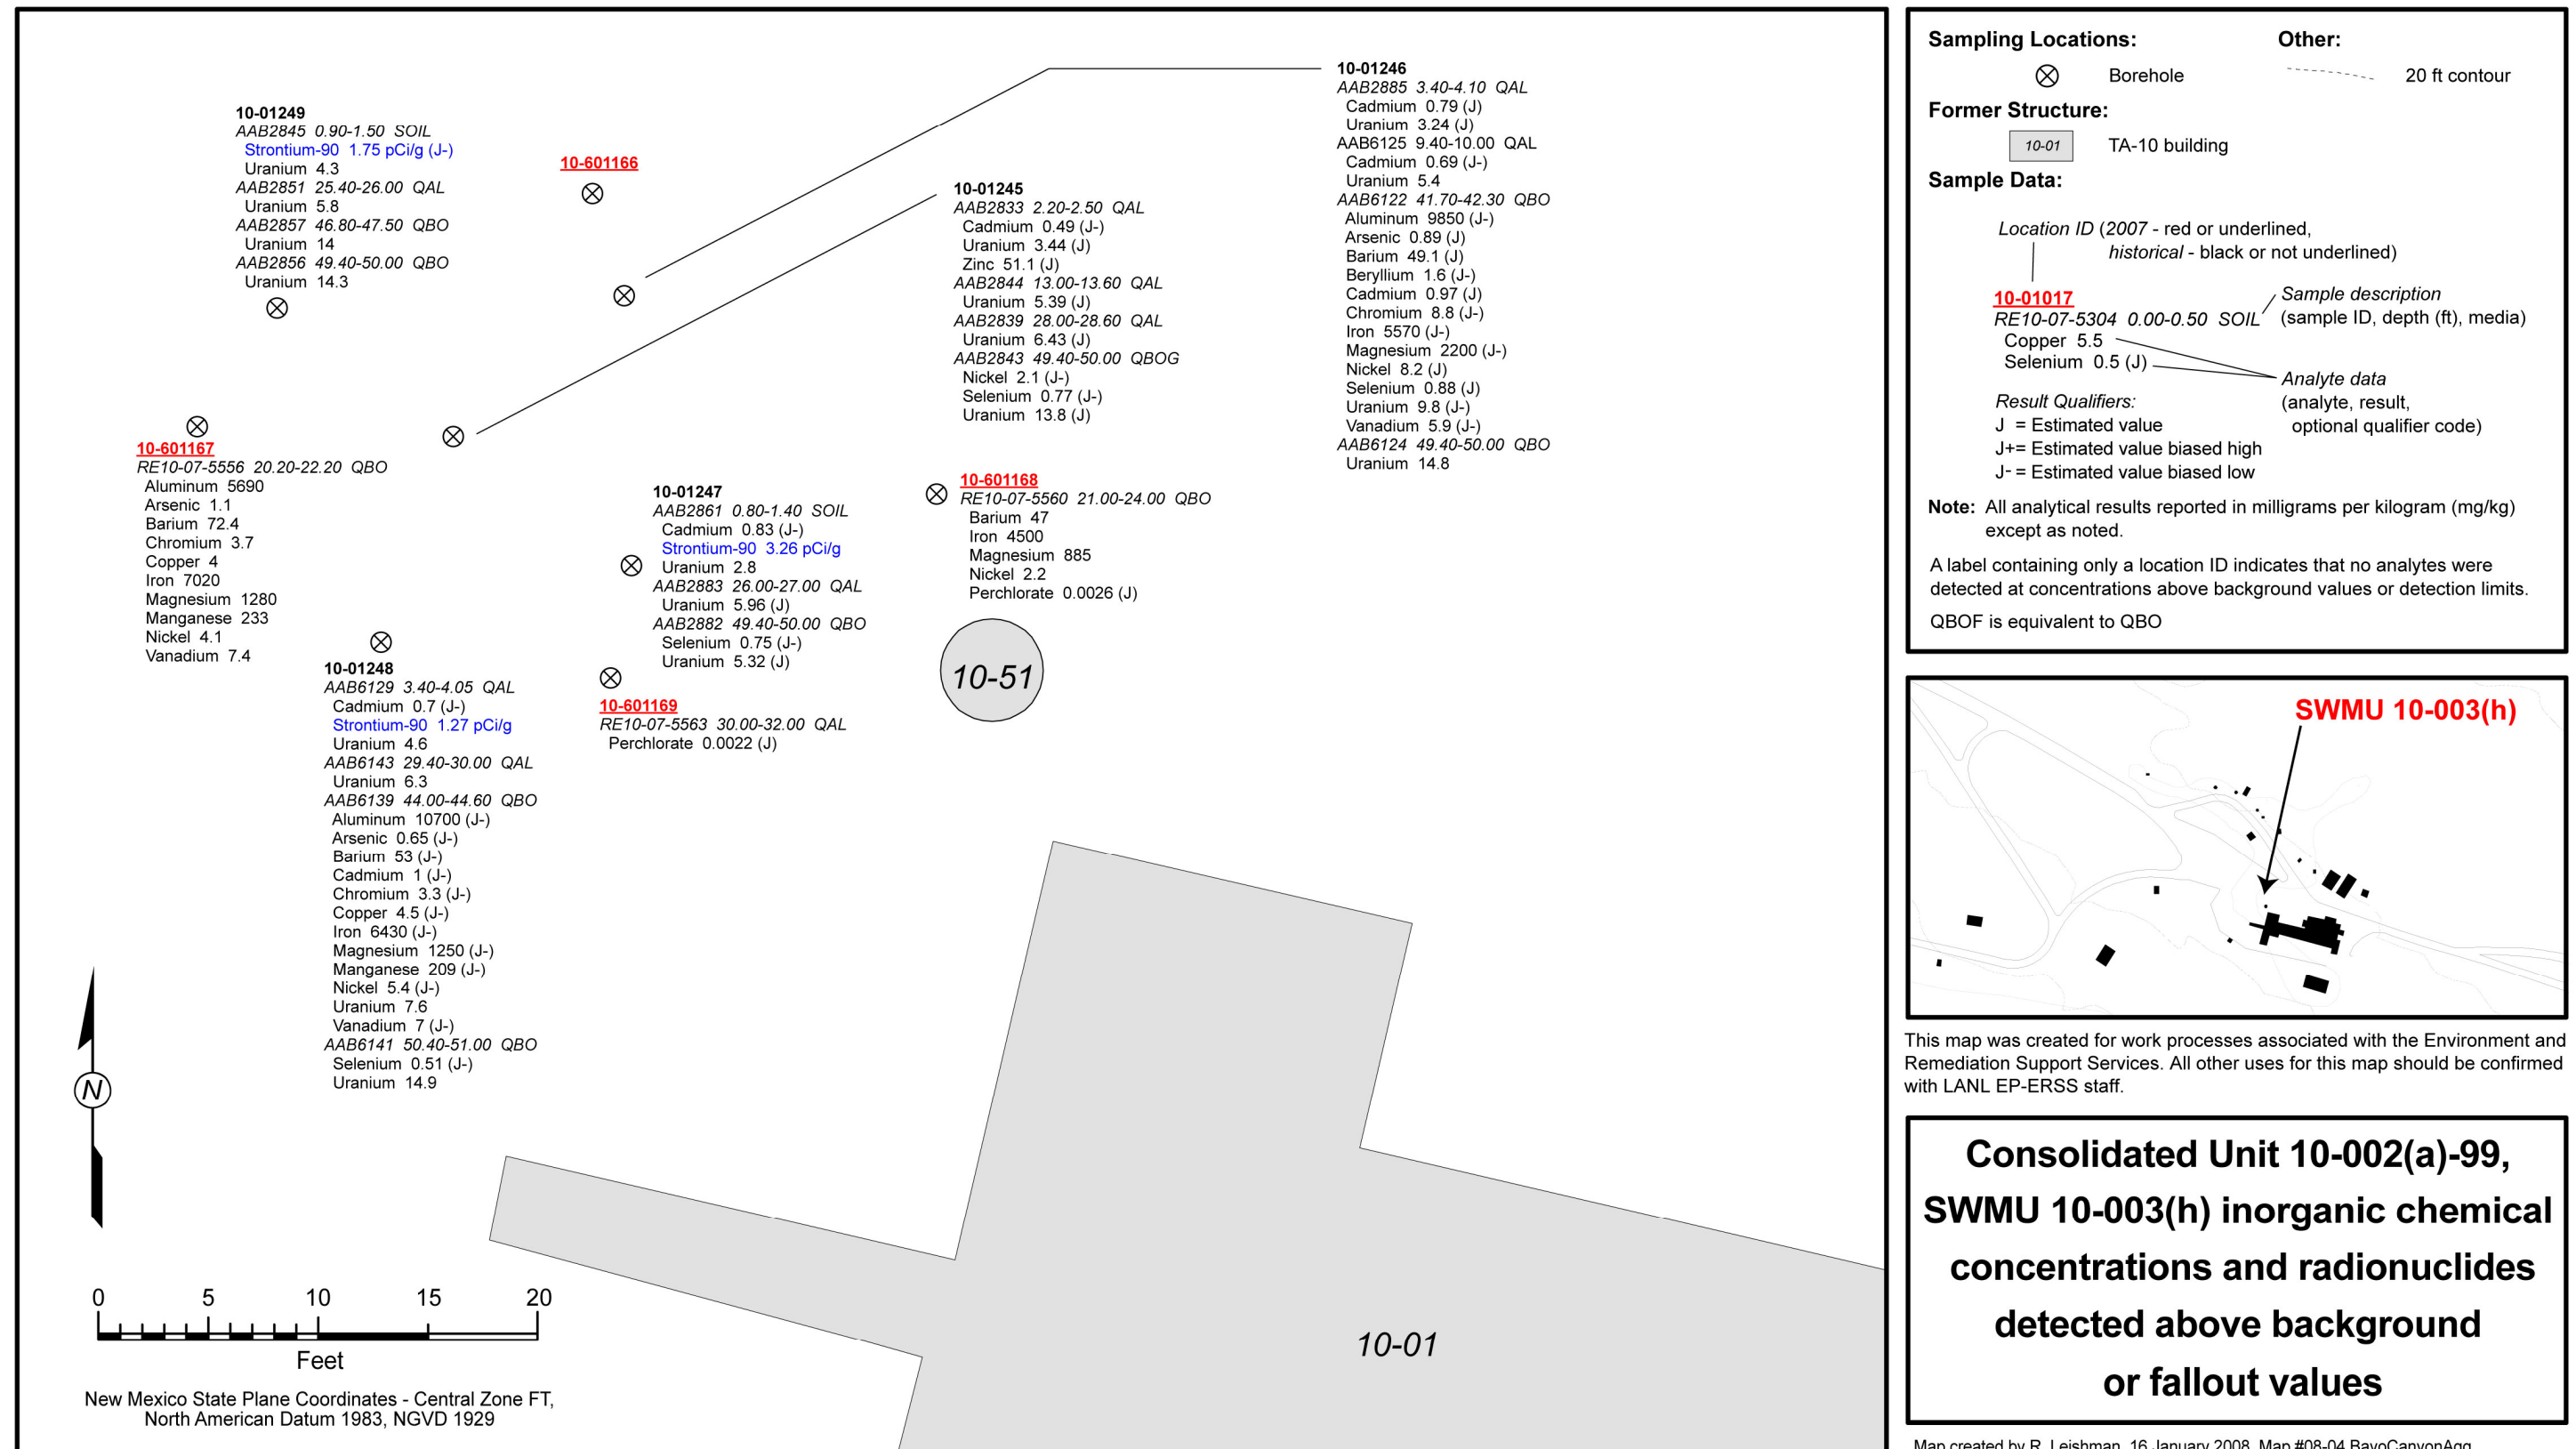 10-01249
AAB2845 0.90-1.50 SOIL
Strontium-90 1.75 pCi/g (J-)
Uranium 4.3
AAB2851 25.40-26.00 QAL
Uranium 5.8
AAB2857 46.80-47.50 QBO
Uranium 14
AAB2856 49.40-50.00 QBO
Uranium 14.3
10-601166
10-01245
AAB2833 2.20-2.50 QAL
Cadmium 0.49 (J-)
Uranium 3.44 (J)
Zinc 51.1 (J)
AAB2844 13.00-13.60 QAL
Uranium 5.39 (J)
AAB2839 28.00-28.60 QAL
Uranium 6.43 (J)
AAB2843 49.40-50.00 QBOG
Nickel 2.1 (J-)
Selenium 0.77 (J-)
Uranium 13.8 (J)
10-01246
AAB2885 3.40-4.10 QAL
Cadmium 0.79 (J)
Uranium 3.24 (J)
AAB6125 9.40-10.00 QAL
Cadmium 0.69 (J-)
Uranium 5.4
AAB6122 41.70-42.30 QBO
Aluminum 9850 (J-)
Arsenic 0.89 (J)
Barium 49.1 (J)
Beryllium 1.6 (J-)
Cadmium 0.97 (J)
Chromium 8.8 (J-)
Iron 5570 (J-)
Magnesium 2200 (J-)
Nickel 8.2 (J)
Selenium 0.88 (J)
Uranium 9.8 (J-)
Vanadium 5.9 (J-)
AAB6124 49.40-50.00 QBO
Uranium 14.8
10-601167
RE10-07-5556 20.20-22.20 QBO
Aluminum 5690
Arsenic 1.1
Barium 72.4
Chromium 3.7
Copper 4
Iron 7020
Magnesium 1280
Manganese 233
Nickel 4.1
Vanadium 7.4
10-01247
AAB2861 0.80-1.40 SOIL
Cadmium 0.83 (J-)
Strontium-90 3.26 pCi/g
Uranium 2.8
AAB2883 26.00-27.00 QAL
Uranium 5.96 (J)
AAB2882 49.40-50.00 QBO
Selenium 0.75 (J-)
Uranium 5.32 (J)
10-601168
RE10-07-5560 21.00-24.00 QBO
Barium 47
Iron 4500
Magnesium 885
Nickel 2.2
Perchlorate 0.0026 (J)
10-51
10-601169
RE10-07-5563 30.00-32.00 QAL
Perchlorate 0.0022 (J)
10-01248
AAB6129 3.40-4.05 QAL
Cadmium 0.7 (J-)
Strontium-90 1.27 pCi/g
Uranium 4.6
AAB6143 29.40-30.00 QAL
Uranium 6.3
AAB6139 44.00-44.60 QBO
Aluminum 10700 (J-)
Arsenic 0.65 (J-)
Barium 53 (J-)
Cadmium 1 (J-)
Chromium 3.3 (J-)
Copper 4.5 (J-)
Iron 6430 (J-)
Magnesium 1250 (J-)
Manganese 209 (J-)
Nickel 5.4 (J-)
Uranium 7.6
Vanadium 7 (J-)
AAB6141 50.40-51.00 QBO
Selenium 0.51 (J-)
Uranium 14.9
N
10-01
0 5 10 15 20
Feet
New Mexico State Plane Coordinates - Central Zone FT,
North American Datum 1983, NGVD 1929
Sampling Locations: Other:
Borehole 20 ft contour
Former Structure:
10-01 TA-10 building
Sample Data:
Location ID (2007 - red or underlined,
historical - black or not underlined)
10-01017
RE10-07-5304 0.00-0.50 SOIL
Copper 5.5
Selenium 0.5 (J)
Sample description
(sample ID, depth (ft), media)
Analyte data
(analyte, result,
optional qualifier code)
Result Qualifiers:
J = Estimated value
J+= Estimated value biased high
J- = Estimated value biased low
Note: All analytical results reported in milligrams per kilogram (mg/kg)
except as noted.
A label containing only a location ID indicates that no analytes were
detected at concentrations above background values or detection limits.
QBOF is equivalent to QBO
SWMU 10-003(h)
This map was created for work processes associated with the Environment and
Remediation Support Services. All other uses for this map should be confirmed
with LANL EP-ERSS staff.
Consolidated Unit 10-002(a)-99,
SWMU 10-003(h) inorganic chemical
concentrations and radionuclides
detected above background
or fallout values
Map created by R. Leishman, 16 January 2008, Map #08-04 BayoCanyonAgg